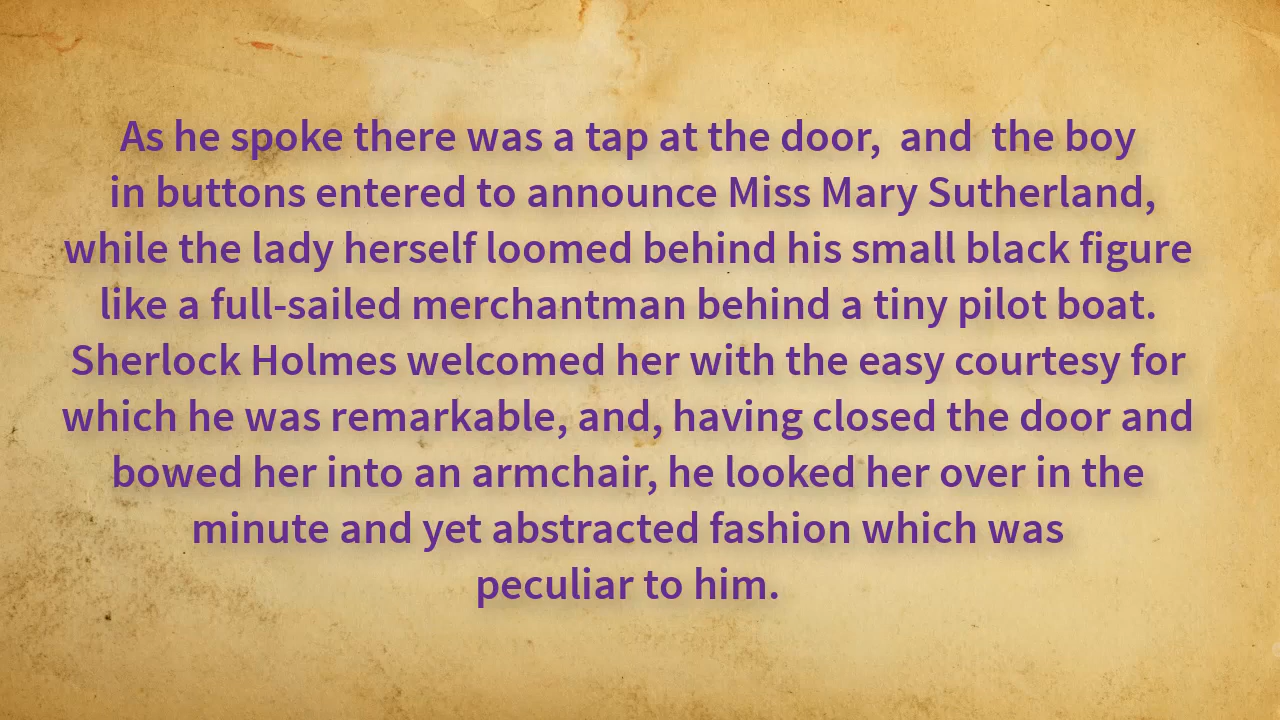 As he spoke there was a tap at the door,  and  the boy
in buttons entered to announce Miss Mary Sutherland,
while the lady herself loomed behind his small black figure
like a full-sailed merchantman behind a tiny pilot boat.
Sherlock Holmes welcomed her with the easy courtesy for
which he was remarkable, and, having closed the door and
bowed her into an armchair, he looked her over in the
minute and yet abstracted fashion which was
peculiar to him.